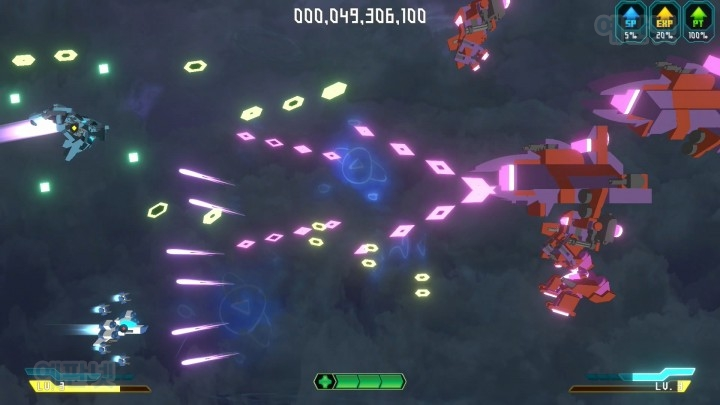 000,049,306,100
SP EXP PT
5% 20% 100%
LV. 3
LV.